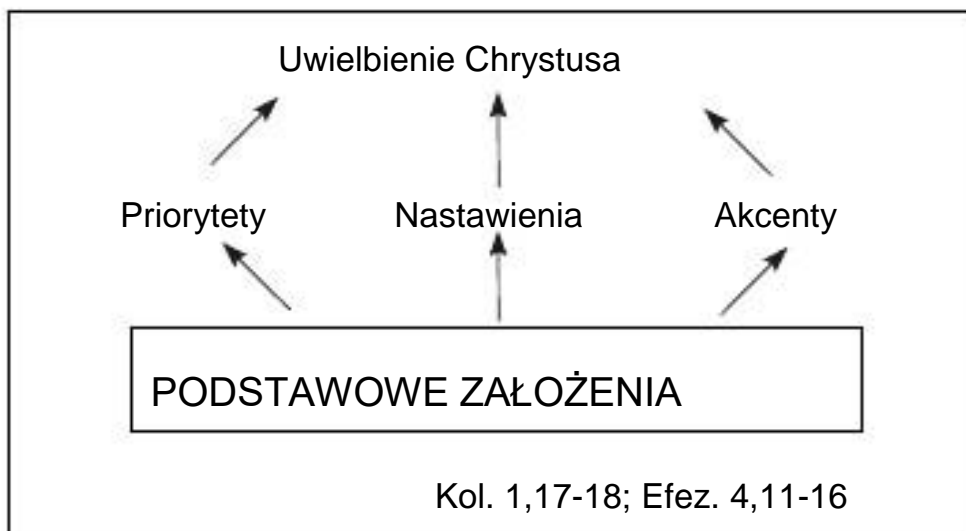 Uwielbienie Chrystusa
Priorytety Nastawienia Akcenty
PODSTAWOWE ZAŁOŻENIA
Kol. 1,17-18; Efez. 4,11-16